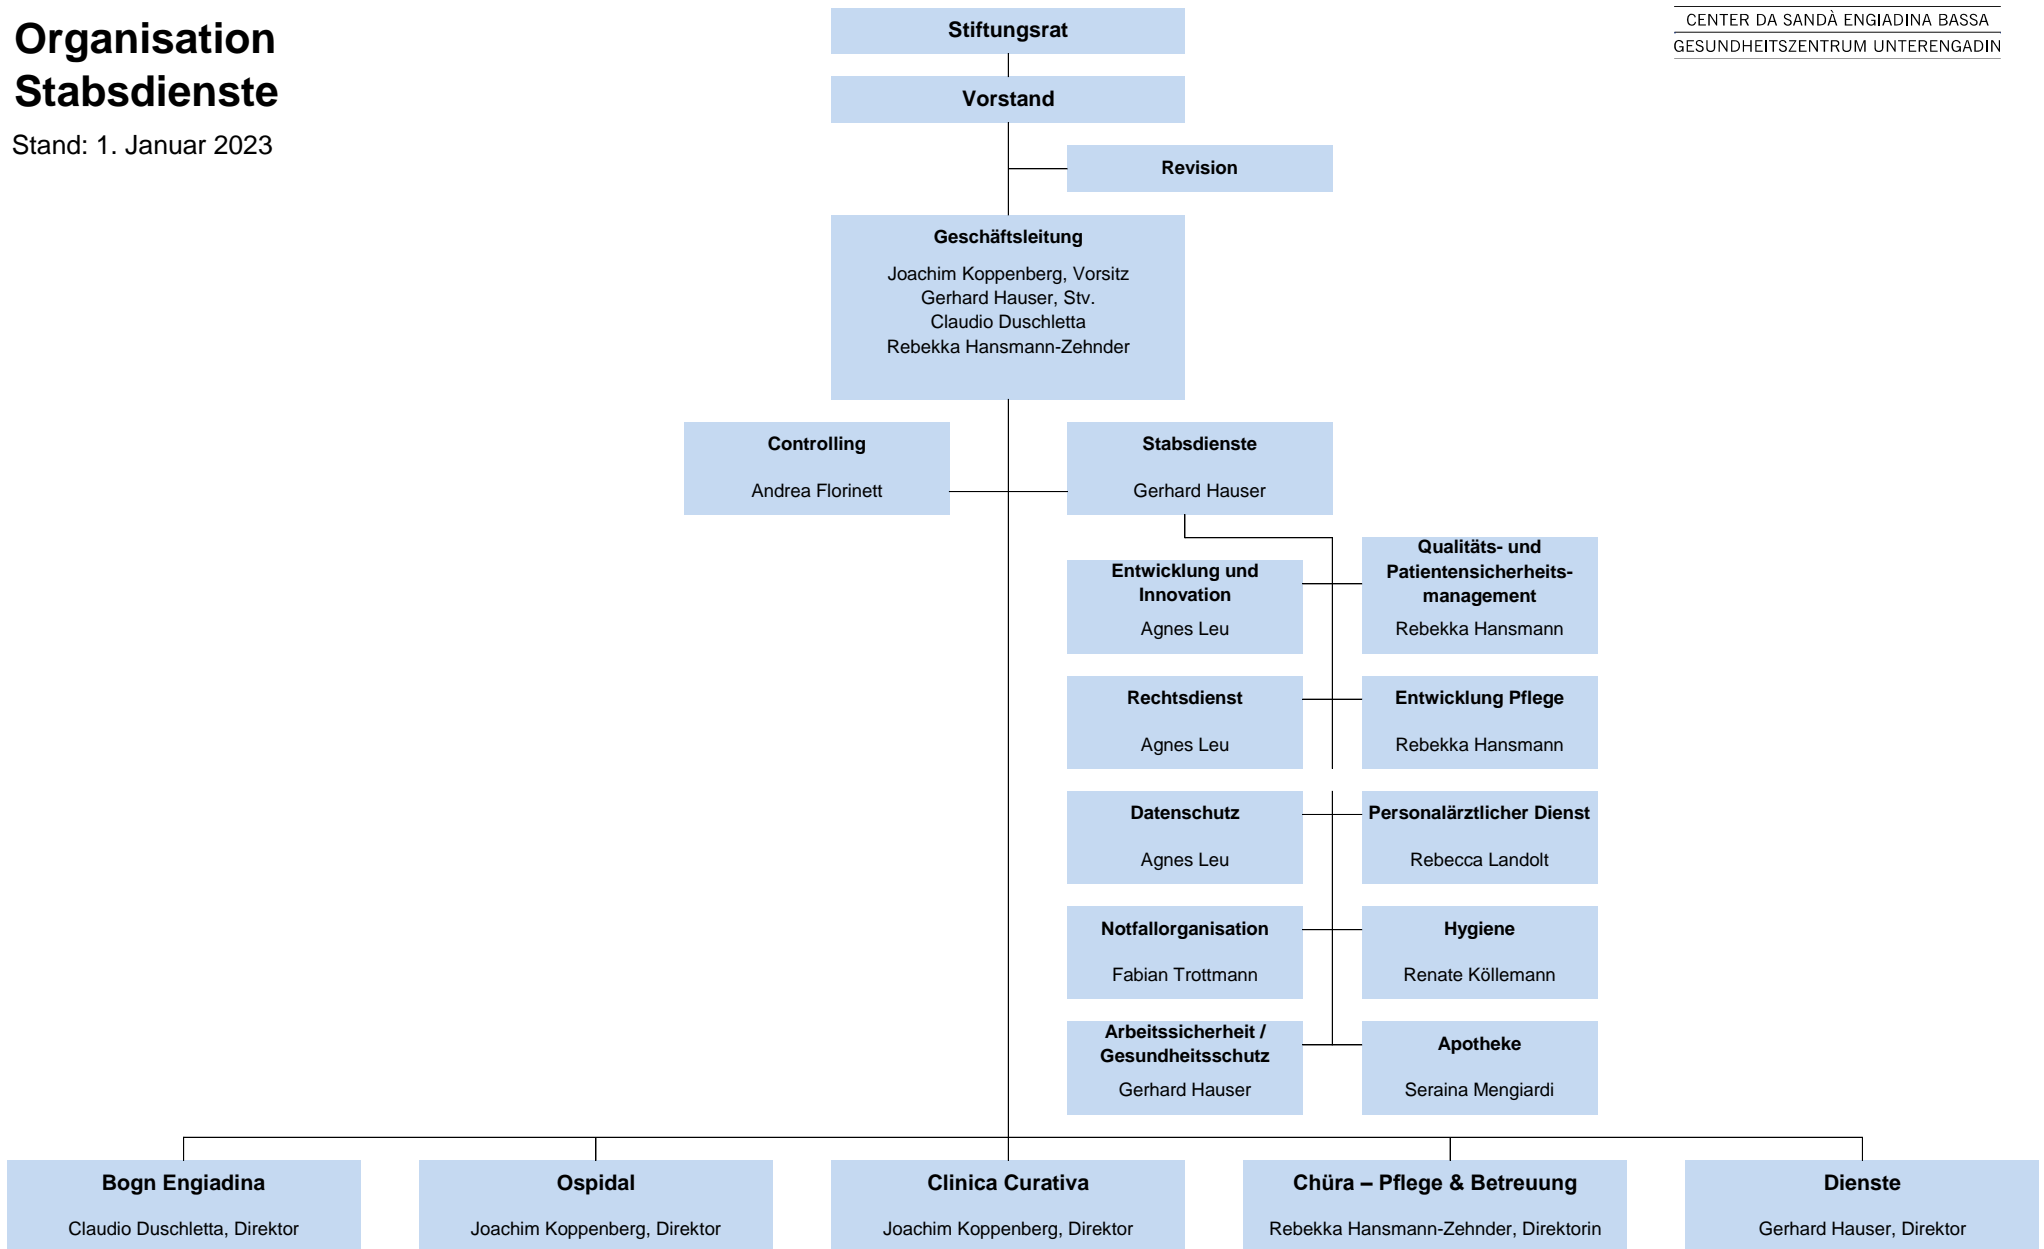 Organisation
Stabsdienste
Stand: 1. Januar 2023
CENTER DA SANDÀ ENGIADINA BASSA
GESUNDHEITSZENTRUM UNTERENGADIN
Stiftungsrat
Vorstand
Revision
Geschäftsleitung
Joachim Koppenberg, Vorsitz
Gerhard Hauser, Stv.
Claudio Duschletta
Rebekka Hansmann-Zehnder
Controlling
Andrea Florinett
Stabsdienste
Gerhard Hauser
Entwicklung und
Innovation
Agnes Leu
Qualitäts- und
Patientensicherheits-
management
Rebekka Hansmann
Rechtsdienst
Agnes Leu
Entwicklung Pflege
Rebekka Hansmann
Datenschutz
Agnes Leu
Personalärztlicher Dienst
Rebecca Landolt
Notfallorganisation
Fabian Trottmann
Hygiene
Renate Köllemann
Arbeitssicherheit /
Gesundheitsschutz
Gerhard Hauser
Apotheke
Seraina Mengiardi
Bogn Engiadina
Claudio Duschletta, Direktor
Ospidal
Joachim Koppenberg, Direktor
Clinica Curativa
Joachim Koppenberg, Direktor
Chüra – Pflege & Betreuung
Rebekka Hansmann-Zehnder, Direktorin
Dienste
Gerhard Hauser, Direktor